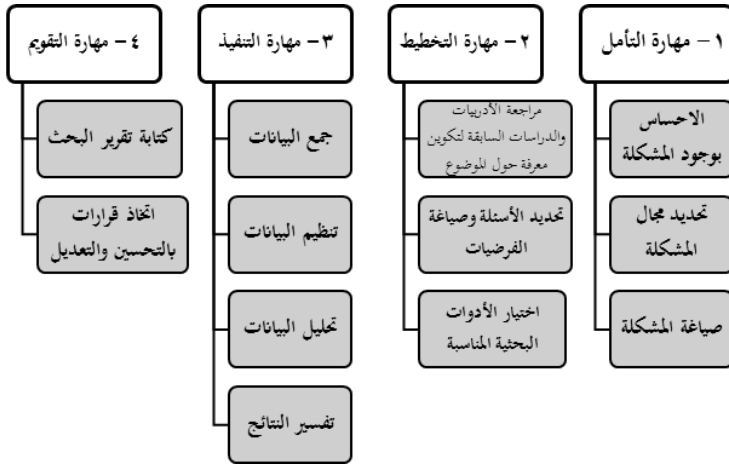 ١ – مهارة التأمل
الاحساس
بوجود المشكلة
تحديد مجال
المشكلة
صياغة المشكلة
٢ – مهارة التخطيط
مراجعة الأدبيات
والدراسات السابقة لتكوين
معرفة حول الموضوع
تحديد الأسئلة وصياغة
الفرضيات
اختيار الأدوات
البحثية المناسبة
٣– مهارة التنفيذ
جمع البيانات
تنظيم البيانات
تحليل البيانات
تفسير النتائج
٤ – مهارة التقويم
كتابة تقرير البحث
اتخاذ قرارات
بالتحسين والتعديل